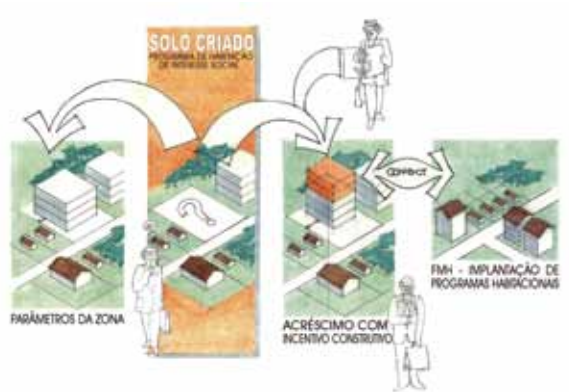 SOLO CRIADO
PROGRAMA DE HABITAÇÃO
DE INTERESSE SOCIAL
?
PARÂMETROS DA ZONA
ACRÉSCIMO COM
INCENTIVO CONSTRUTIVO
FMH - IMPLANTAÇÃO DE
PROGRAMAS HABITACIONAIS